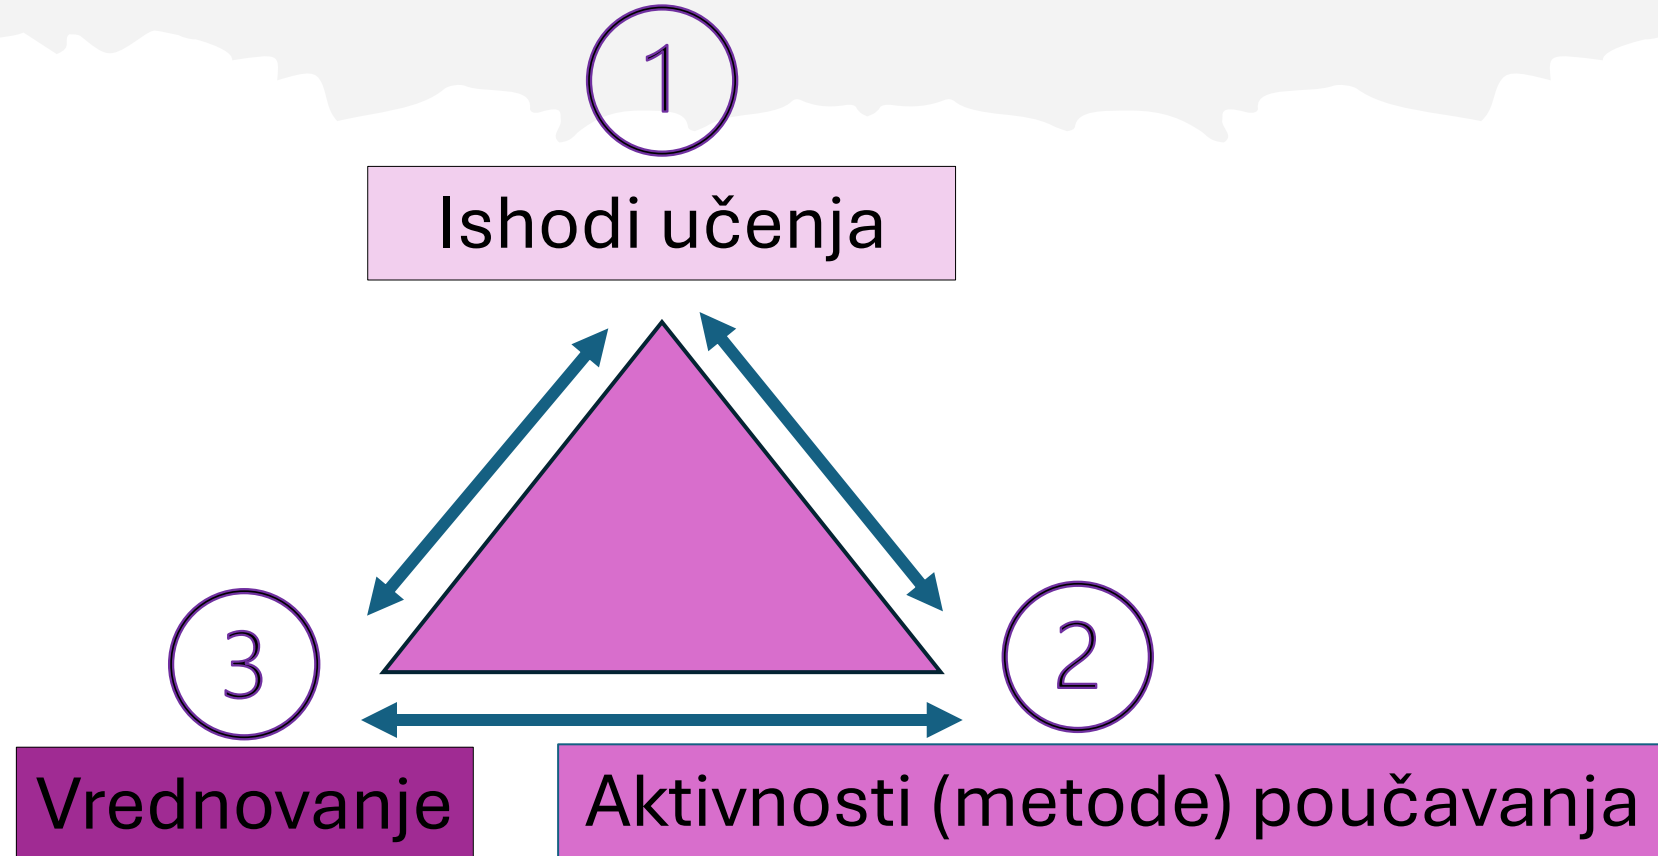 1
Ishodi učenja
3
2
Vrednovanje
Aktivnosti (metode) poučavanja